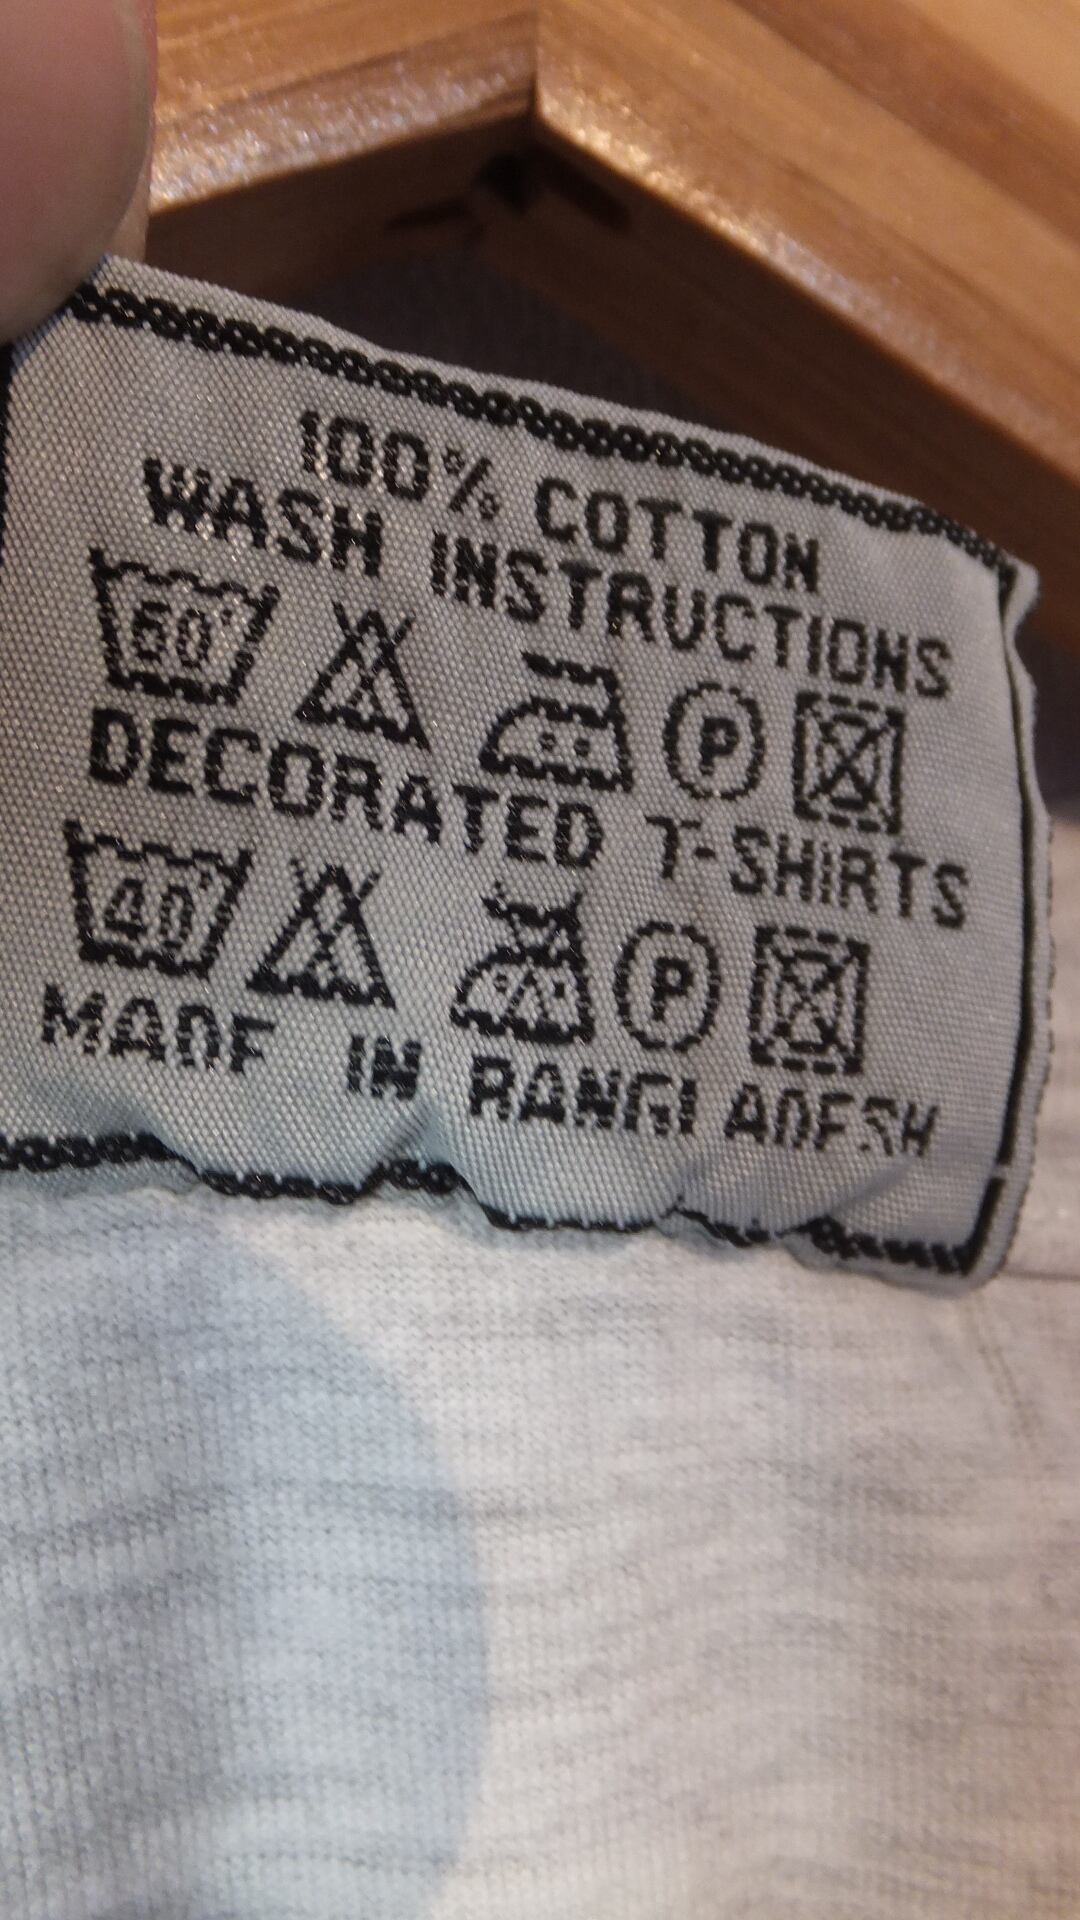 100% COTTON
WASH INSTRUCTIONS
60° P
DECORATED T-SHIRTS
40° P
MADE IN BANGLADESH